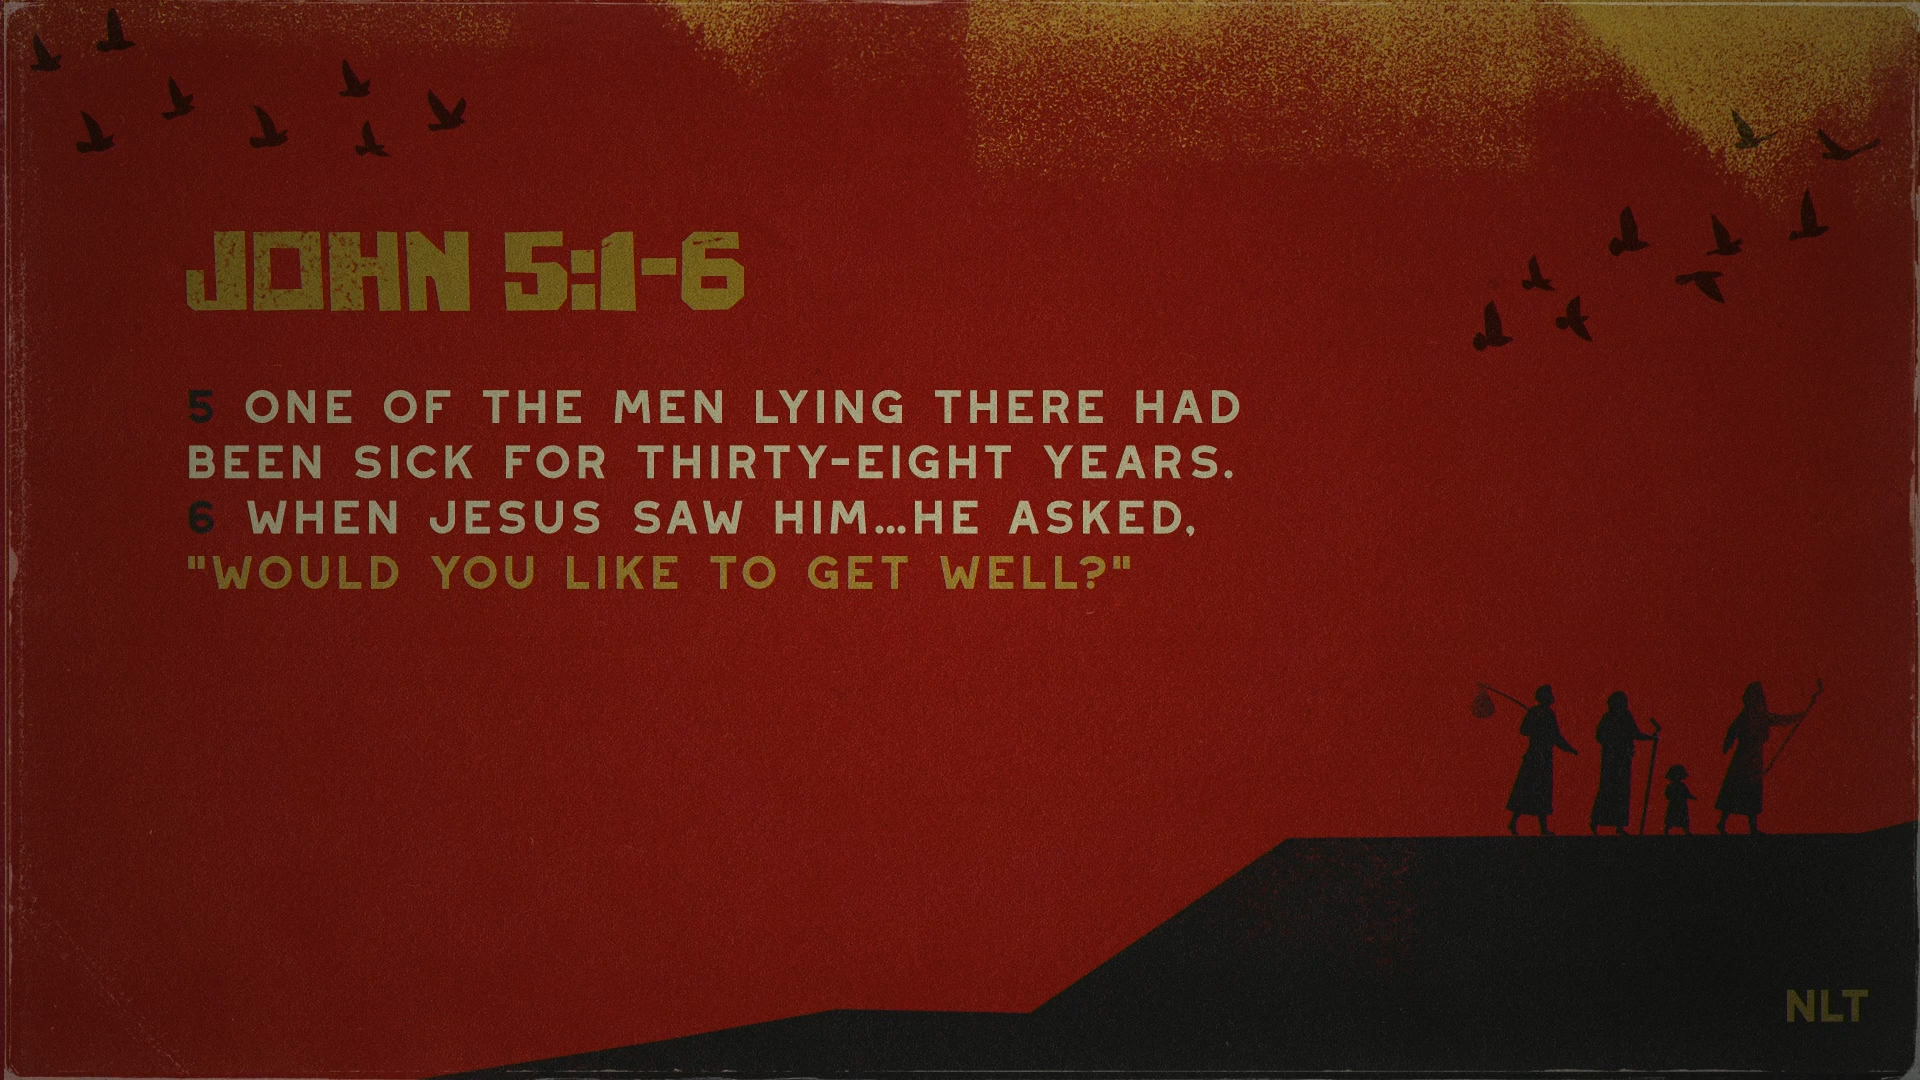 JOHN 5:1-6
5 ONE OF THE MEN LYING THERE HAD
BEEN SICK FOR THIRTY-EIGHT YEARS.
6 WHEN JESUS SAW HIM...HE ASKED,
"WOULD YOU LIKE TO GET WELL?"
NLT